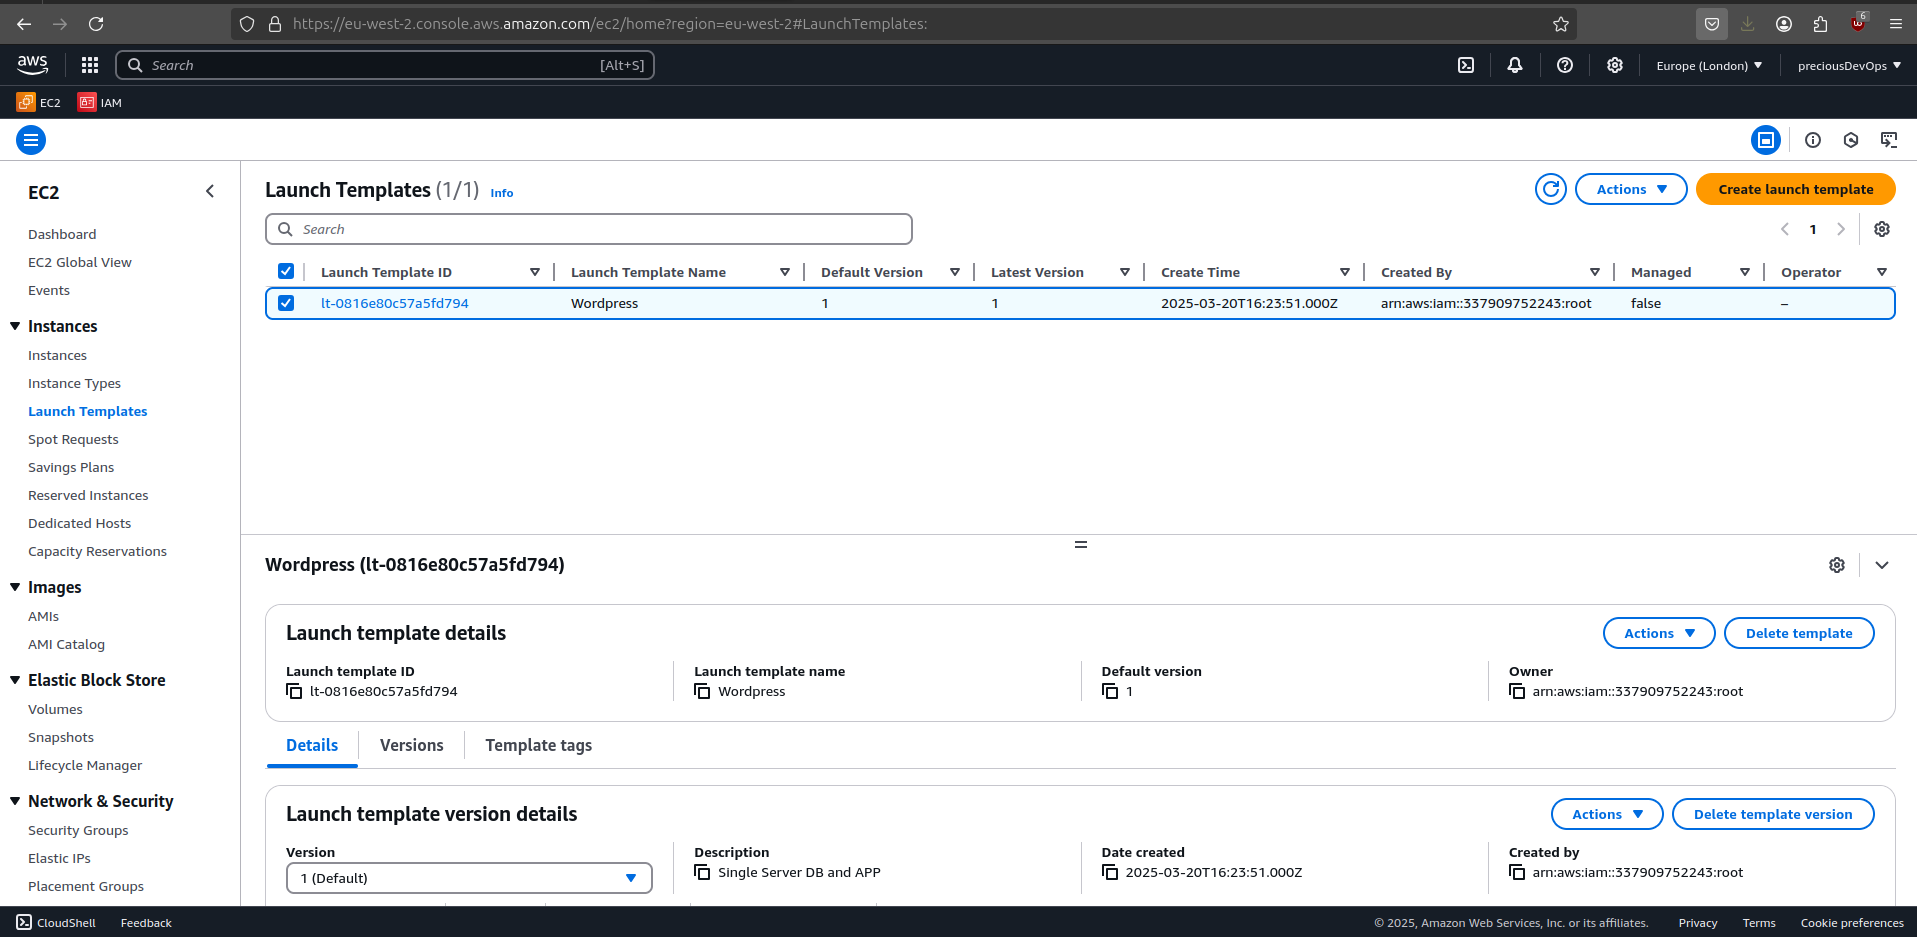 https://eu-west-2.console.aws.amazon.com/ec2/home?region=eu-west-2#LaunchTemplates:
6
aws
Search
[Alt+S]
Europe (London)
preciousDevOps
EC2
IAM
EC2
Dashboard
EC2 Global View
Events
Instances
Instances
Instance Types
Launch Templates
Spot Requests
Savings Plans
Reserved Instances
Dedicated Hosts
Capacity Reservations
Images
AMIs
AMI Catalog
Elastic Block Store
Volumes
Snapshots
Lifecycle Manager
Network & Security
Security Groups
Elastic IPs
Placement Groups
Launch Templates (1/1) Info
Actions
Create launch template
Search
1
Launch Template ID Launch Template Name Default Version Latest Version Create Time Created By Managed Operator
lt-0816e80c57a5fd794 Wordpress 1 1 2025-03-20T16:23:51.000Z arn:aws:iam::337909752243:root false –
Wordpress (lt-0816e80c57a5fd794)
Launch template details
Actions
Delete template
Launch template ID
lt-0816e80c57a5fd794
Launch template name
Wordpress
Default version
1
Owner
arn:aws:iam::337909752243:root
Details
Versions
Template tags
Launch template version details
Actions
Delete template version
Version
1 (Default)
Description
Single Server DB and APP
Date created
2025-03-20T16:23:51.000Z
Created by
arn:aws:iam::337909752243:root
CloudShell
Feedback
© 2025, Amazon Web Services, Inc. or its affiliates.
Privacy
Terms
Cookie preferences